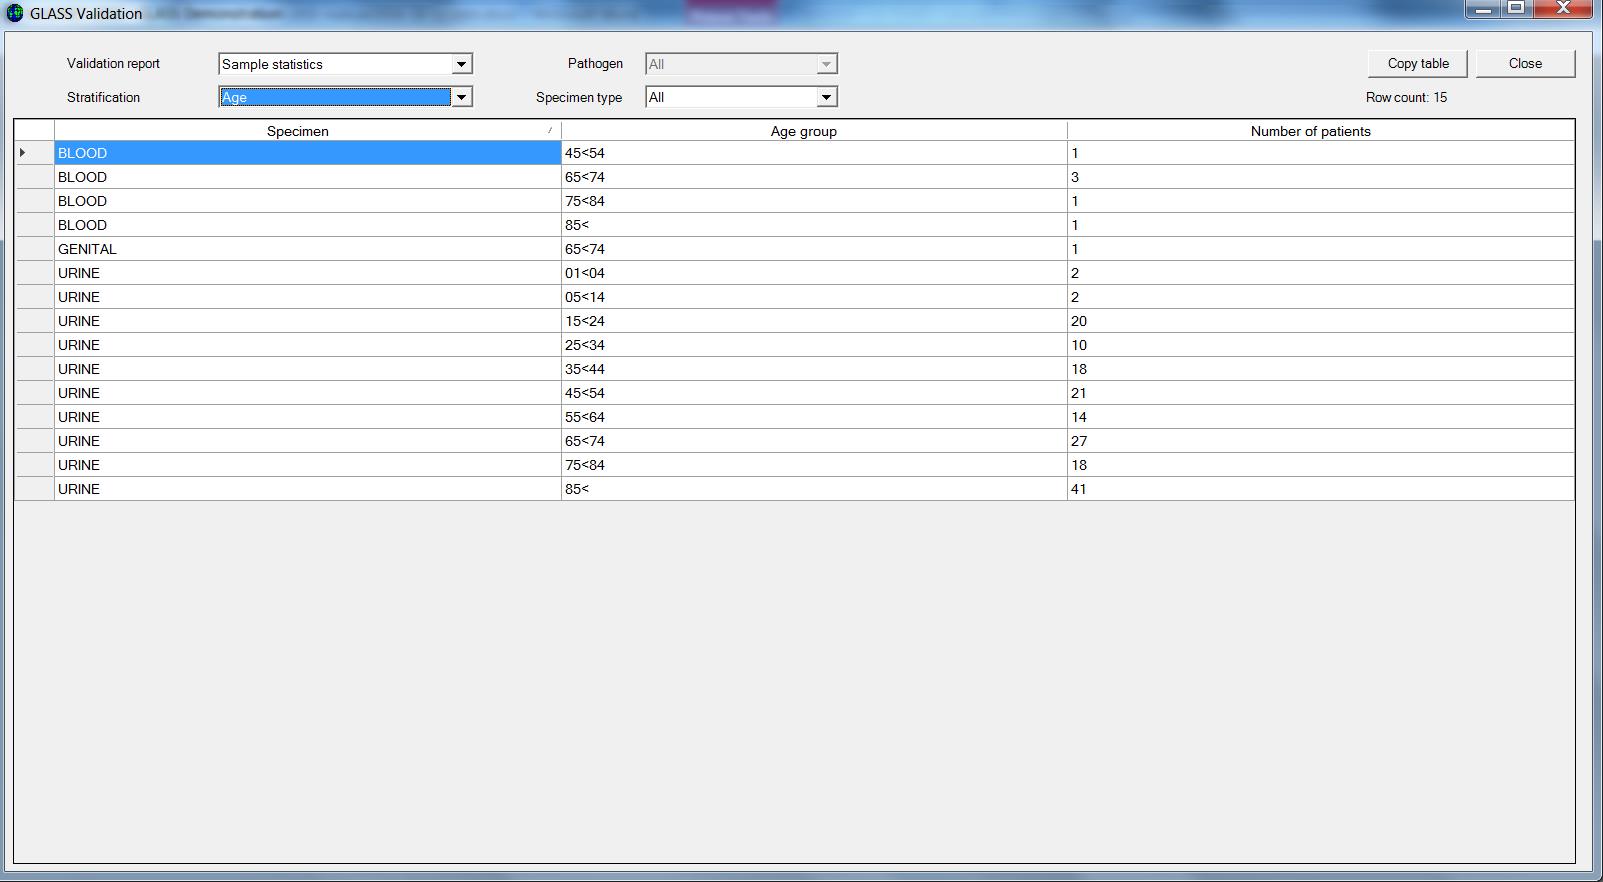 GLASS Validation
Validation report Sample statistics Pathogen All Copy table Close
Stratification Age Specimen type All Row count: 15
Specimen Age group Number of patients
BLOOD 45<54 1
BLOOD 65<74 3
BLOOD 75<84 1
BLOOD 85< 1
GENITAL 65<74 1
URINE 01<04 2
URINE 05<14 2
URINE 15<24 20
URINE 25<34 10
URINE 35<44 18
URINE 45<54 21
URINE 55<64 14
URINE 65<74 27
URINE 75<84 18
URINE 85< 41